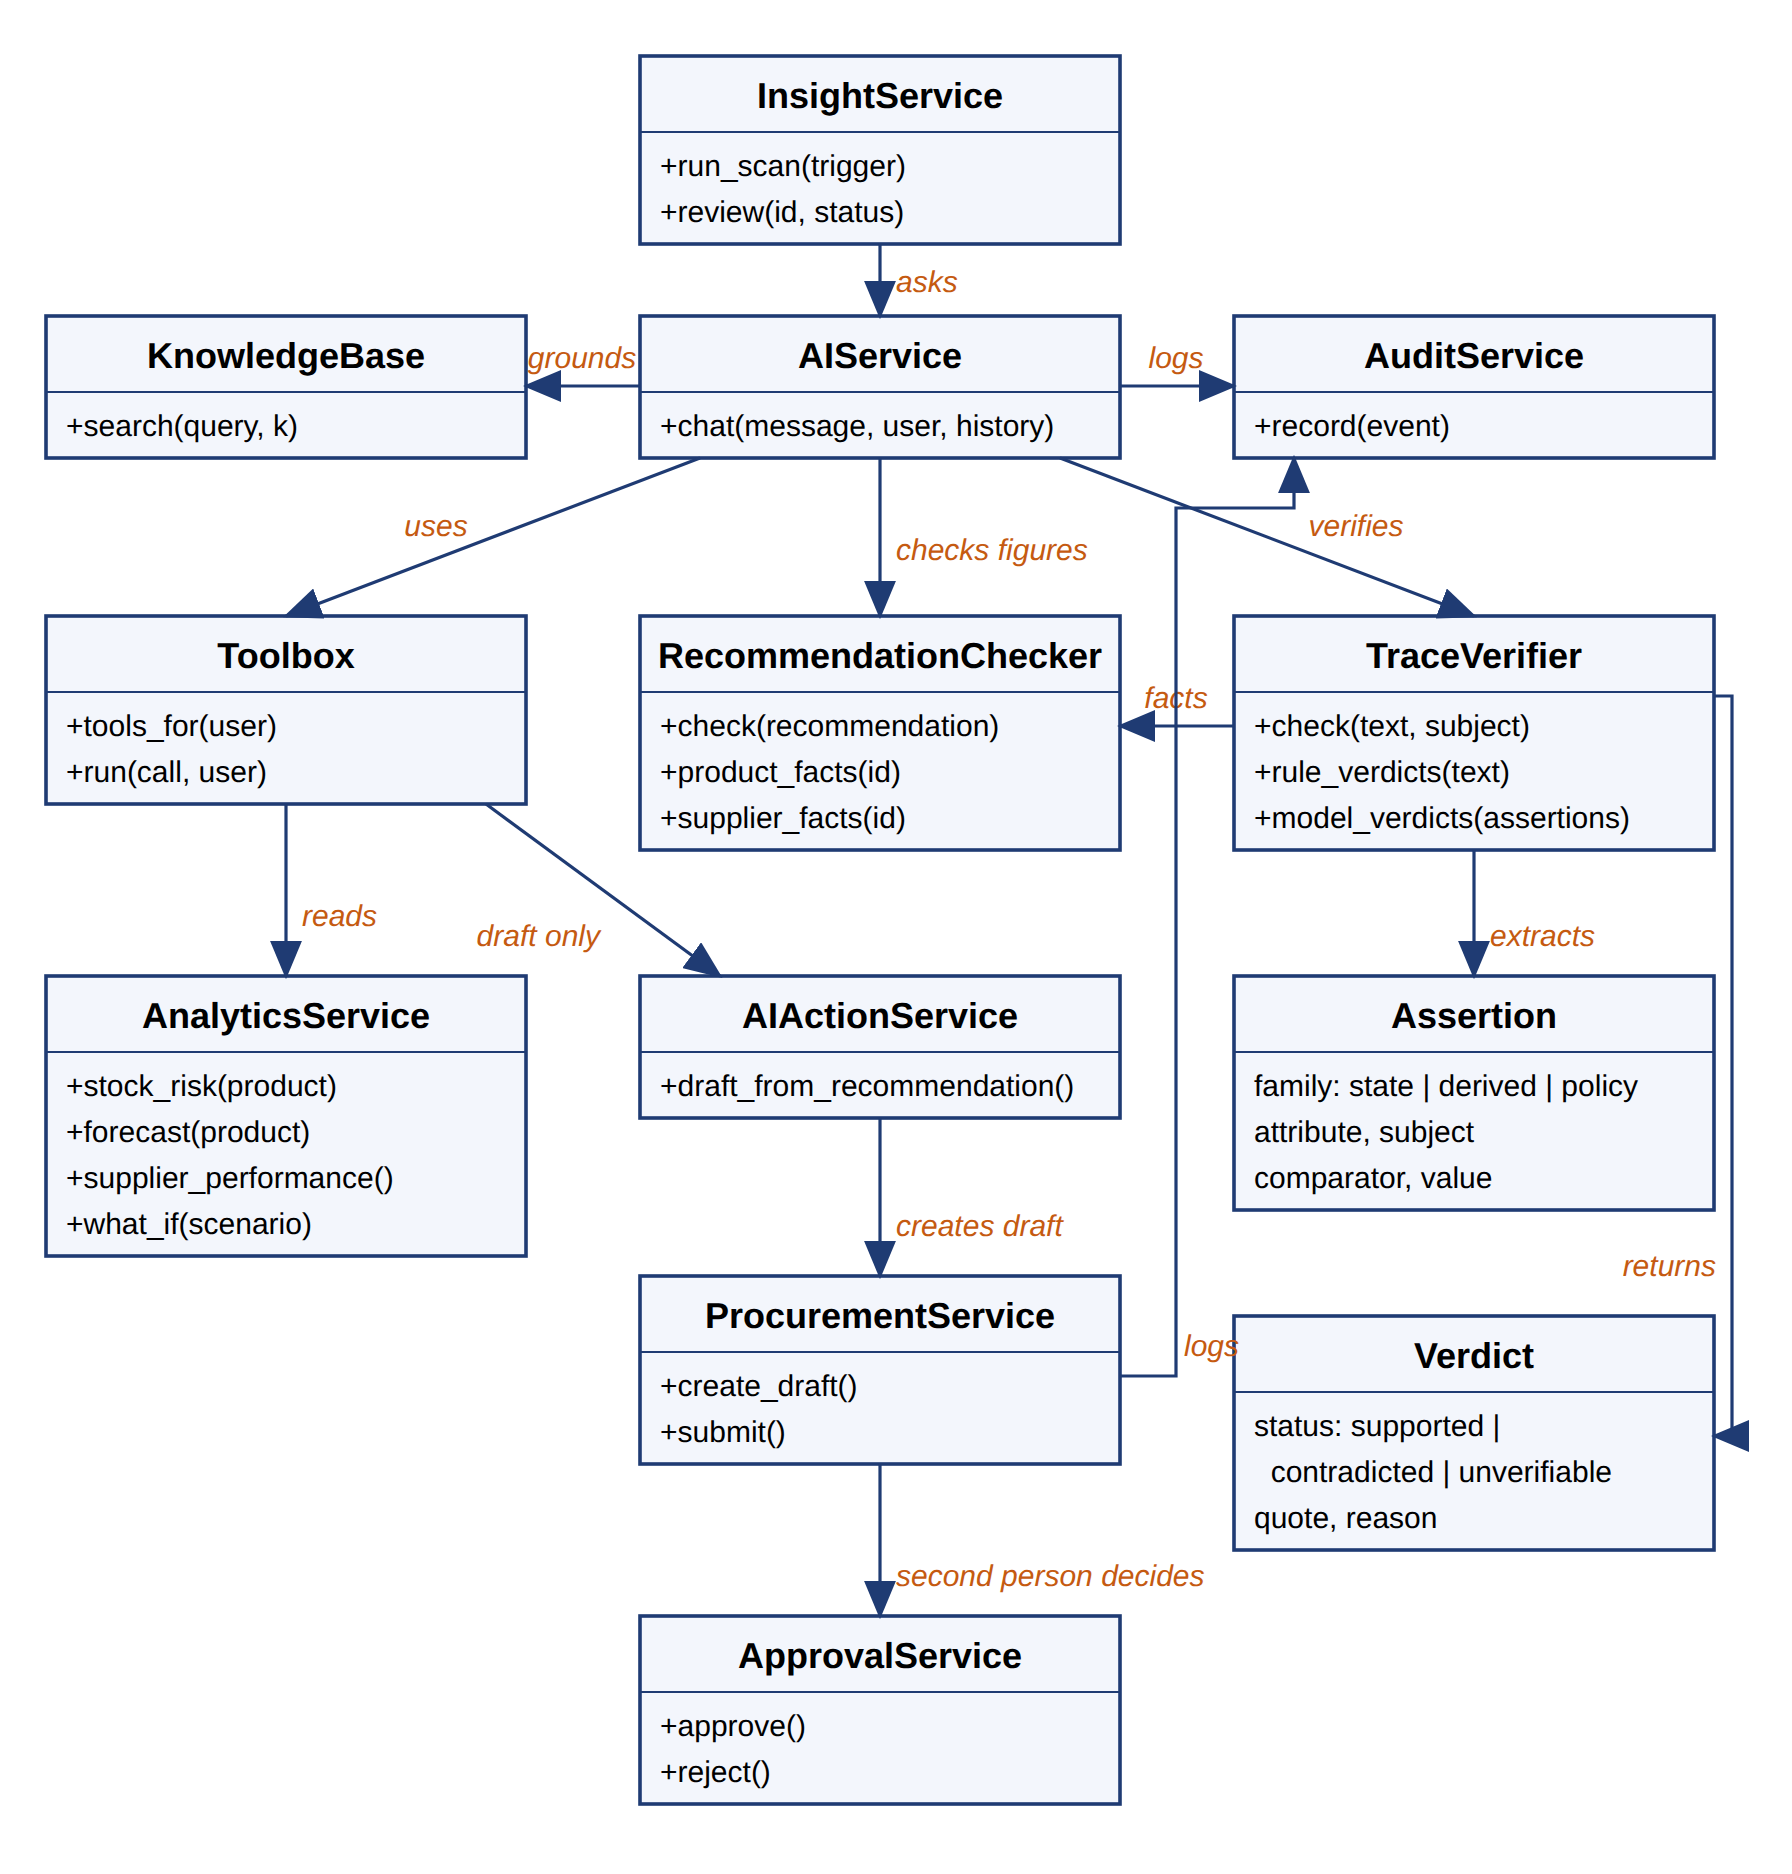 InsightService
+run_scan(trigger)
+review(id, status)
asks
KnowledgeBase
+search(query, k)
grounds
AIService
+chat(message, user, history)
logs
AuditService
+record(event)
uses
checks figures
verifies
Toolbox
+tools_for(user)
+run(call, user)
RecommendationChecker
+check(recommendation)
+product_facts(id)
+supplier_facts(id)
facts
TraceVerifier
+check(text, subject)
+rule_verdicts(text)
+model_verdicts(assertions)
reads
draft only
extracts
AnalyticsService
+stock_risk(product)
+forecast(product)
+supplier_performance()
+what_if(scenario)
AIActionService
+draft_from_recommendation()
Assertion
family: state | derived | policy
attribute, subject
comparator, value
creates draft
returns
ProcurementService
+create_draft()
+submit()
logs
Verdict
status: supported |
contradicted | unverifiable
quote, reason
second person decides
ApprovalService
+approve()
+reject()